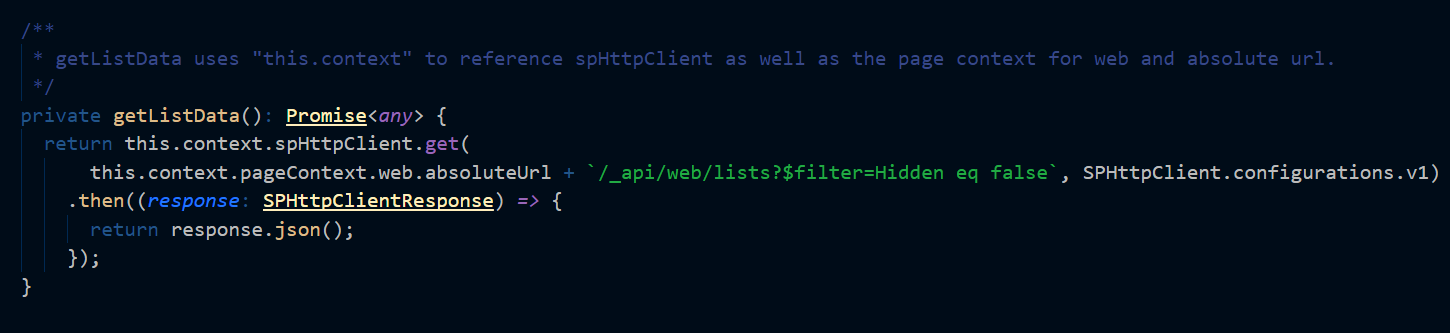 /**
 * getListData uses "this.context" to reference spHttpClient as well as the page context for web and absolute url.
 */
private getListData(): Promise<any> {
  return this.context.spHttpClient.get(
      this.context.pageContext.web.absoluteUrl + `/_api/web/lists?$filter=Hidden eq false`, SPHttpClient.configurations.v1)
    .then((response: SPHttpClientResponse) => {
      return response.json();
    });
}